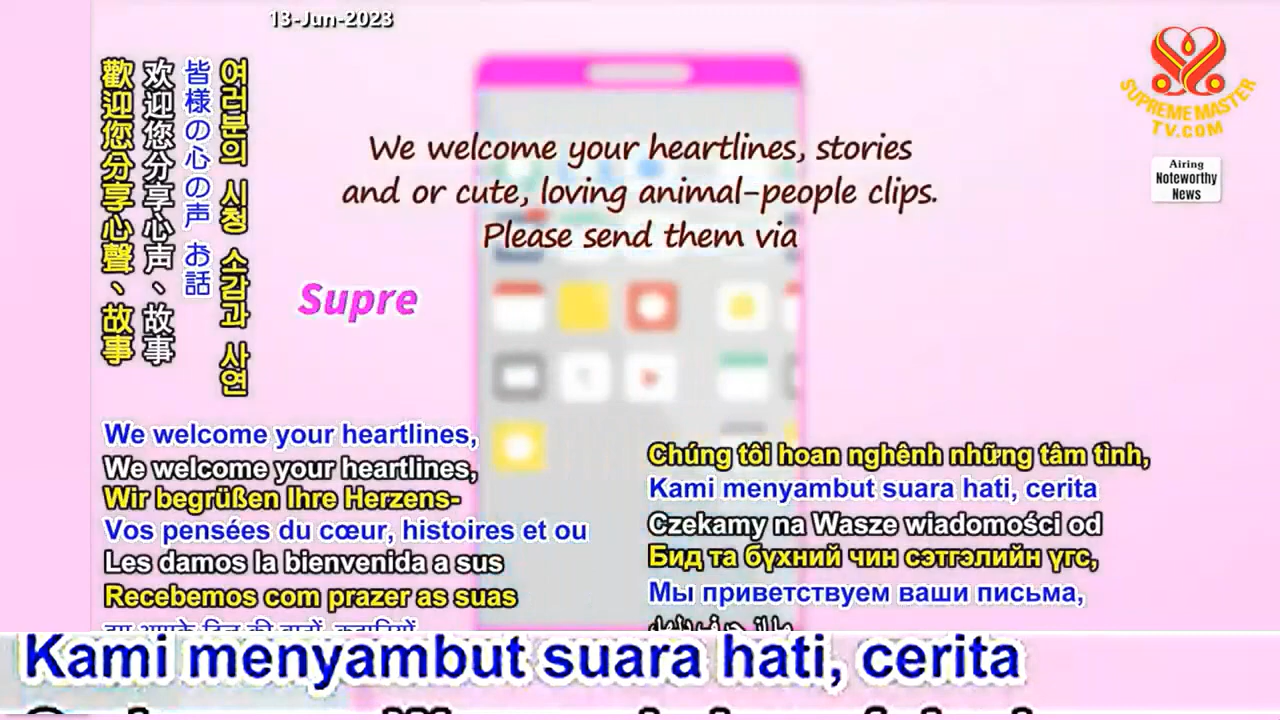 13-Jun-2023
歡迎您分享心聲、故事
欢迎您分享心声、故事
皆様の心の声 お話
여러분의 시청 소감과 사연
We welcome your heartlines, stories
and or cute, loving animal-people clips.
Please send them via
Supre
SUPREME MASTER
TV.COM
Airing
Noteworthy
News
We welcome your heartlines,
We welcome your heartlines,
Wir begrüßen Ihre Herzens-
Vos pensées du cœur, histoires et ou
Les damos la bienvenida a sus
Recebemos com prazer as suas
Chúng tôi hoan nghênh những tâm tình,
Kami menyambut suara hati, cerita
Czekamy na Wasze wiadomości od
Бид та бүхний чин сэтгэлийн үгс,
Мы приветствуем ваши письма,
Kami menyambut suara hati, cerita